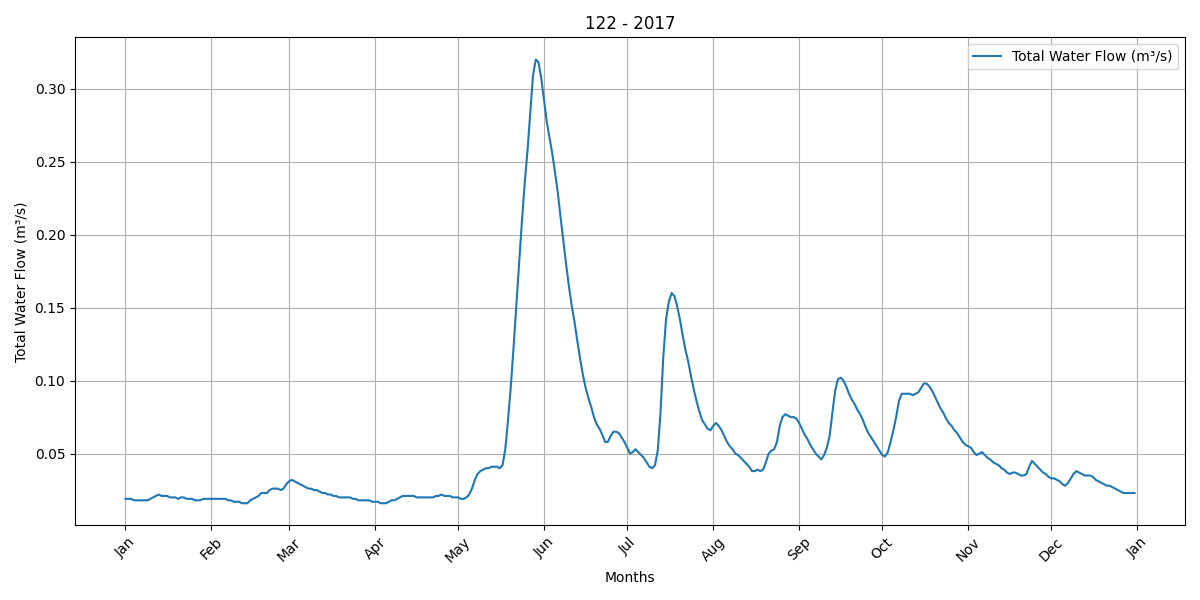 122 - 2017
Total Water Flow (m³/s)
Total Water Flow (m³/s)
0.30
0.25
0.20
0.15
0.10
0.05
Jan Feb Mar Apr May Jun Jul Aug Sep Oct Nov Dec Jan
Months